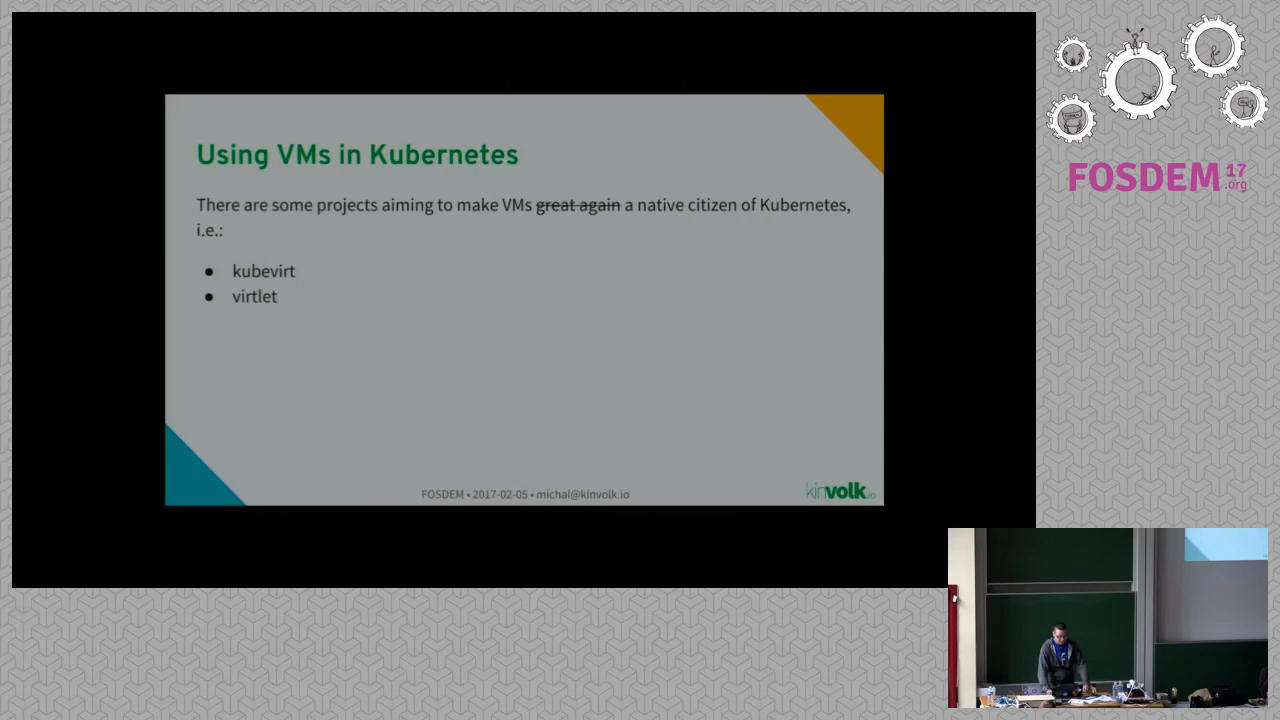 Using VMs in Kubernetes
There are some projects aiming to make VMs great again a native citizen of Kubernetes,
i.e.:
● kubevirt
● virtlet
FOSDEM • 2017-02-05 • michal@kinvolk.io
kinvolk.io
FOSDEM 17
.org